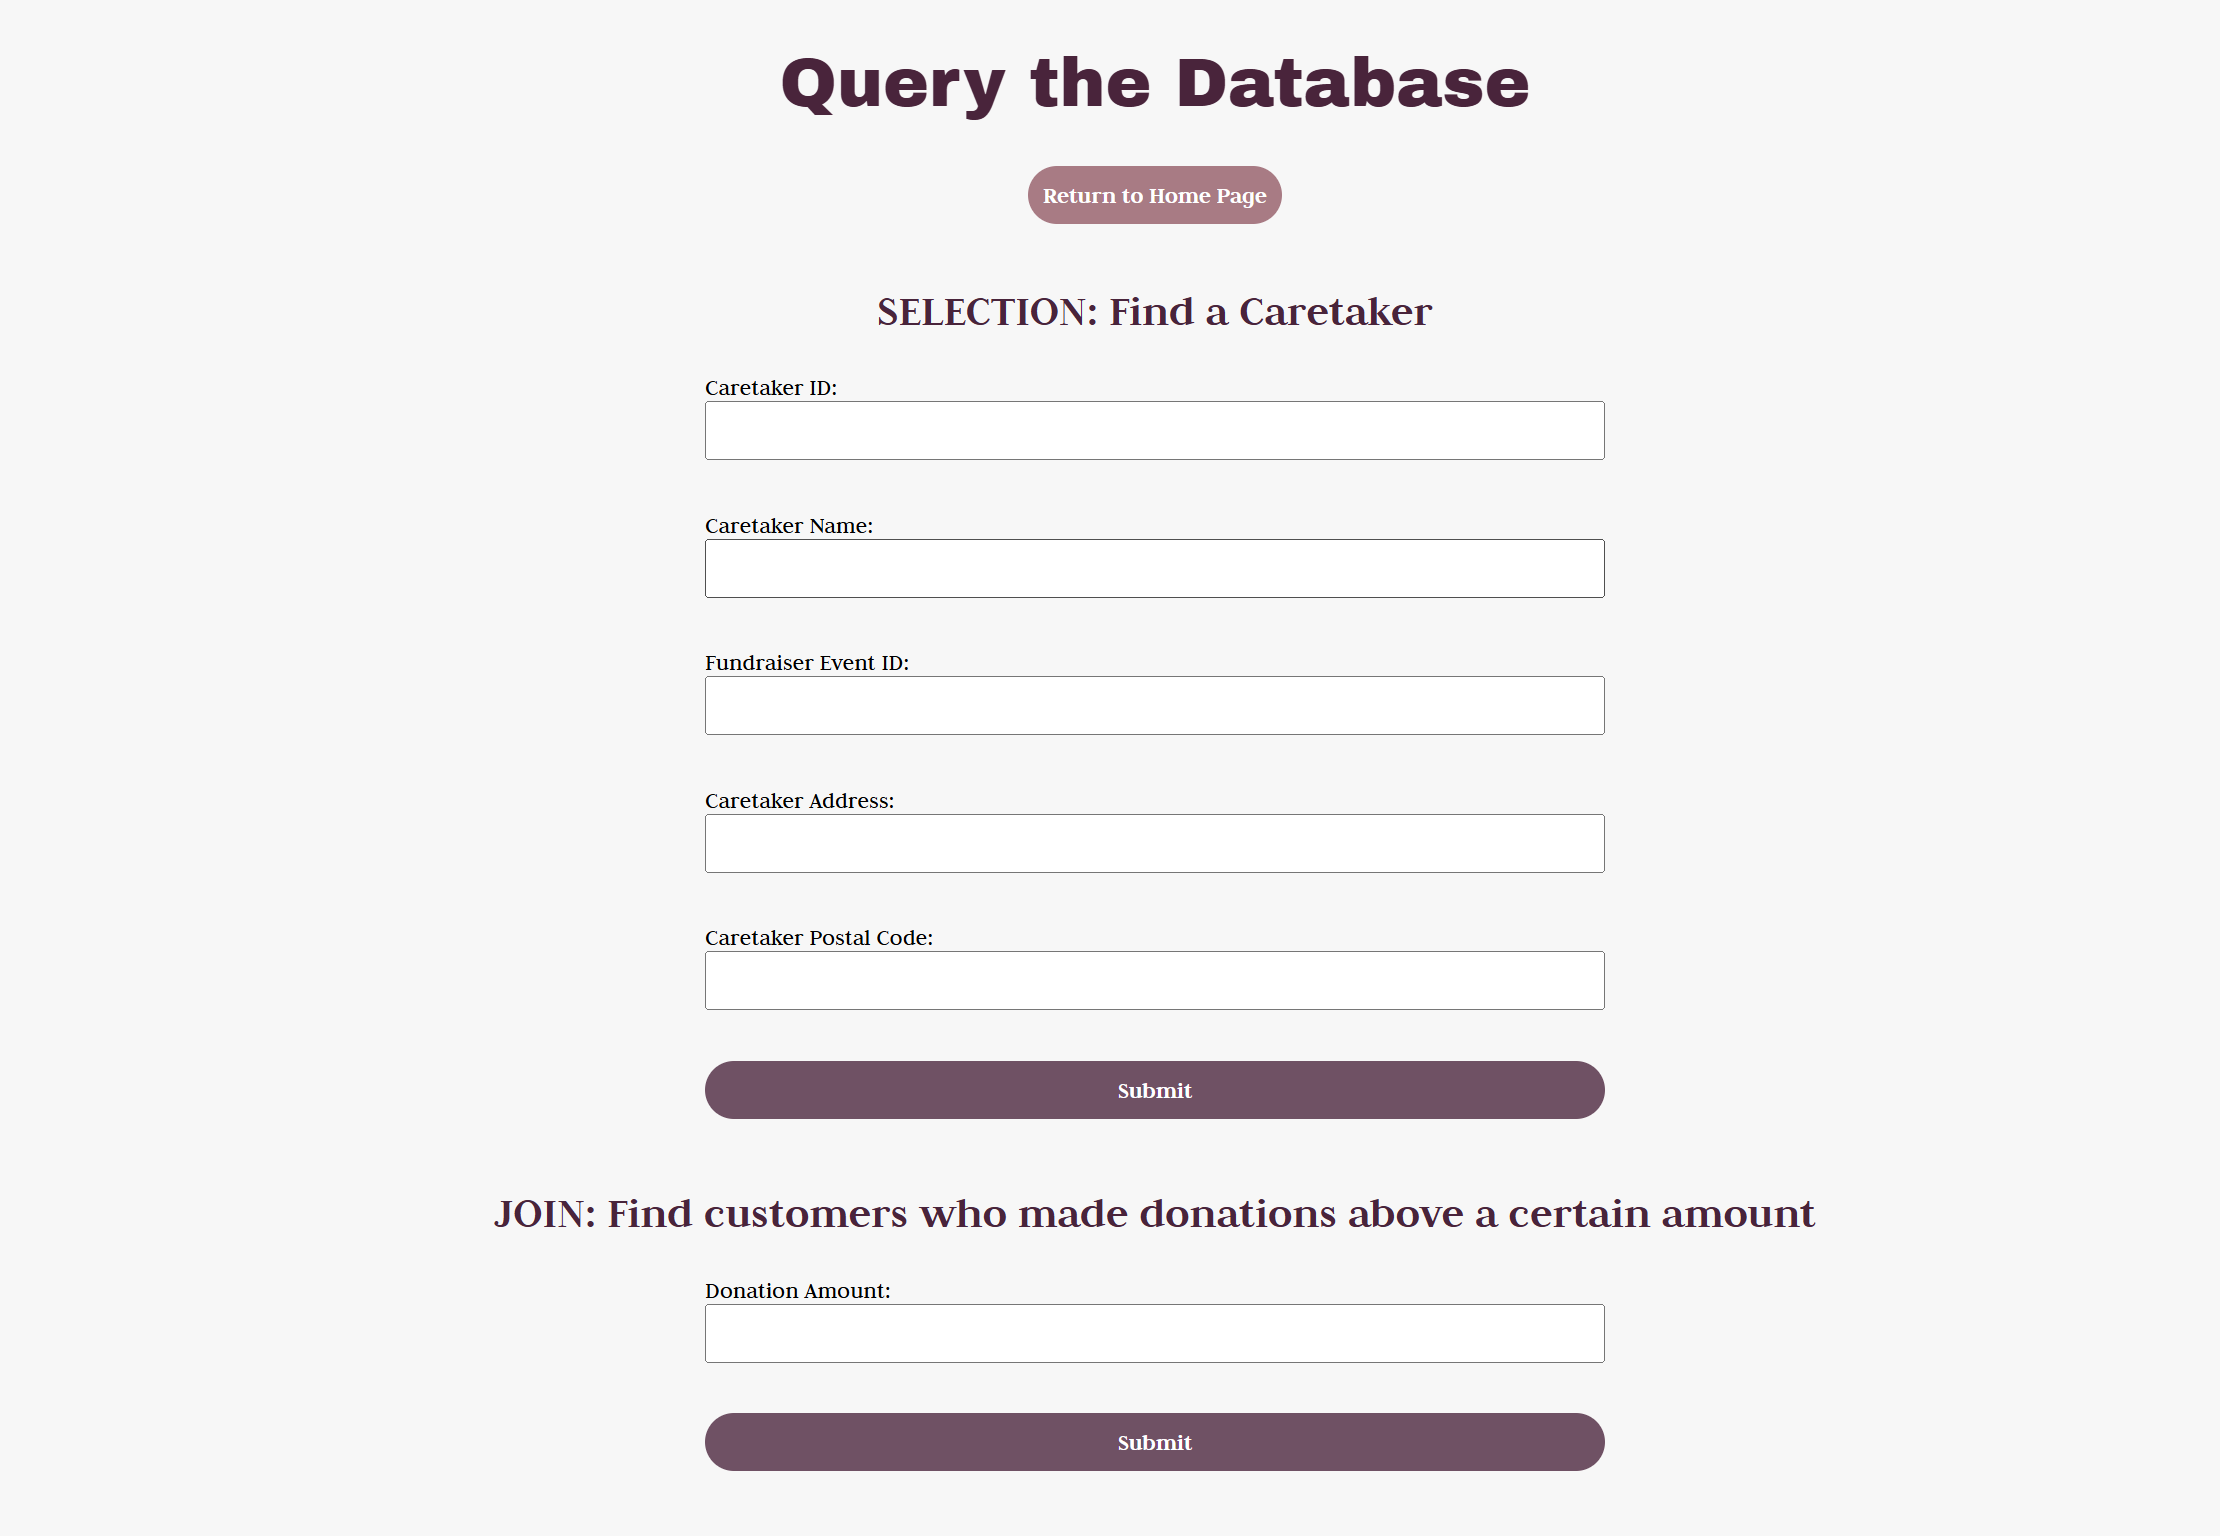 Query the Database
Return to Home Page
SELECTION: Find a Caretaker
Caretaker ID:
Caretaker Name:
Fundraiser Event ID:
Caretaker Address:
Caretaker Postal Code:
Submit
JOIN: Find customers who made donations above a certain amount
Donation Amount:
Submit